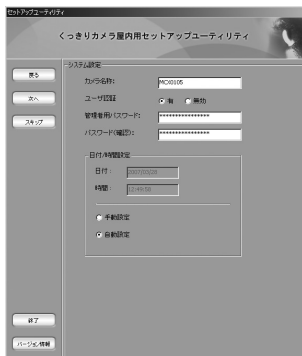 セットアップユーティリティ
くっきりカメラ屋内用セットアップユーティリティ
戻る
次へ
スキップ
システム設定
カメラ名称:
MCX0105
ユーザ認証
有
無効
管理者用パスワード:
****************
パスワード(確認):
****************
日付/時間設定
日付:
時間:
手動設定
自動設定
終了
バージョン情報